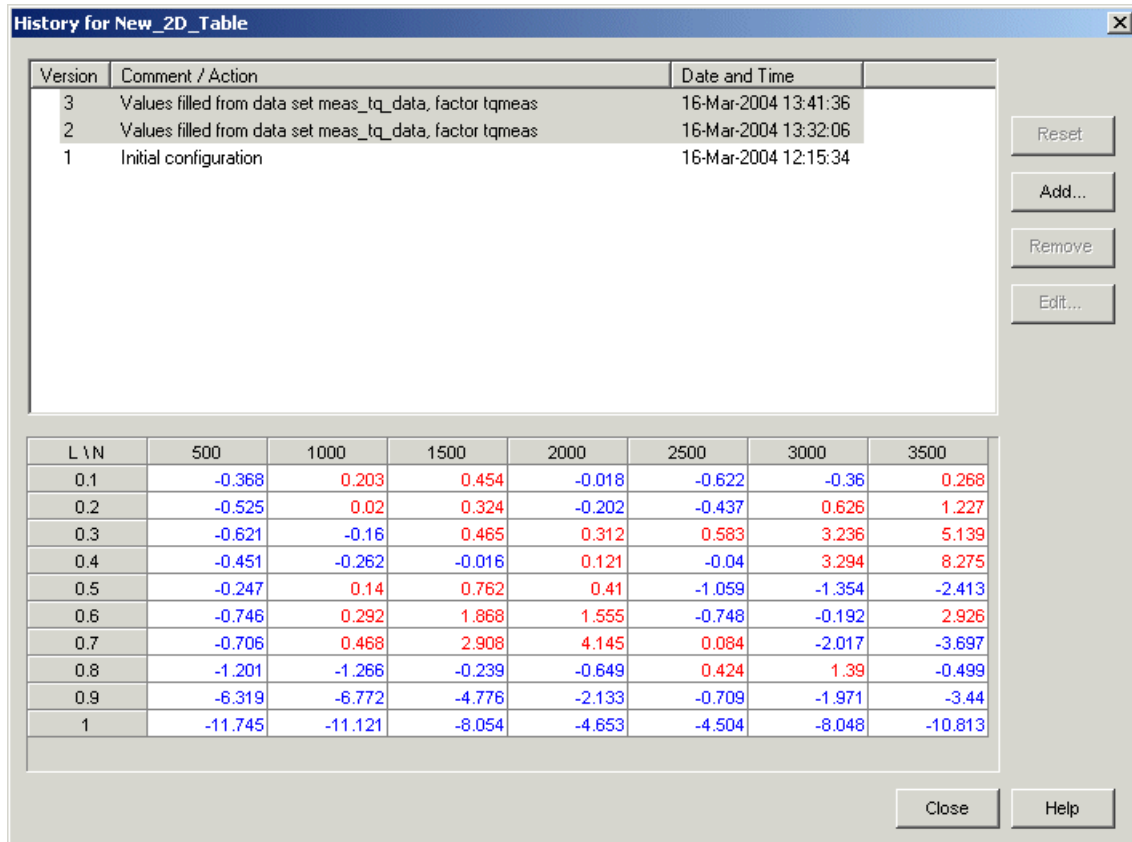 History for New_2D_Table
Version Comment / Action Date and Time
3 Values filled from data set meas_tq_data, factor tqmeas 16-Mar-2004 13:41:36
2 Values filled from data set meas_tq_data, factor tqmeas 16-Mar-2004 13:32:06
1 Initial configuration 16-Mar-2004 12:15:34
Reset
Add...
Remove
Edit...
L \ N 500 1000 1500 2000 2500 3000 3500
0.1 -0.368 0.203 0.454 -0.018 -0.622 -0.36 0.268
0.2 -0.525 0.02 0.324 -0.202 -0.437 0.626 1.227
0.3 -0.621 -0.16 0.465 0.312 0.583 3.236 5.139
0.4 -0.451 -0.262 -0.016 0.121 -0.04 3.294 8.275
0.5 -0.247 0.14 0.762 0.41 -1.059 -1.354 -2.413
0.6 -0.746 0.292 1.868 1.555 -0.748 -0.192 2.926
0.7 -0.706 0.468 2.908 4.145 0.084 -2.017 -3.697
0.8 -1.201 -1.266 -0.239 -0.649 0.424 1.39 -0.499
0.9 -6.319 -6.772 -4.776 -2.133 -0.709 -1.971 -3.44
1 -11.745 -11.121 -8.054 -4.653 -4.504 -8.048 -10.813
Close Help